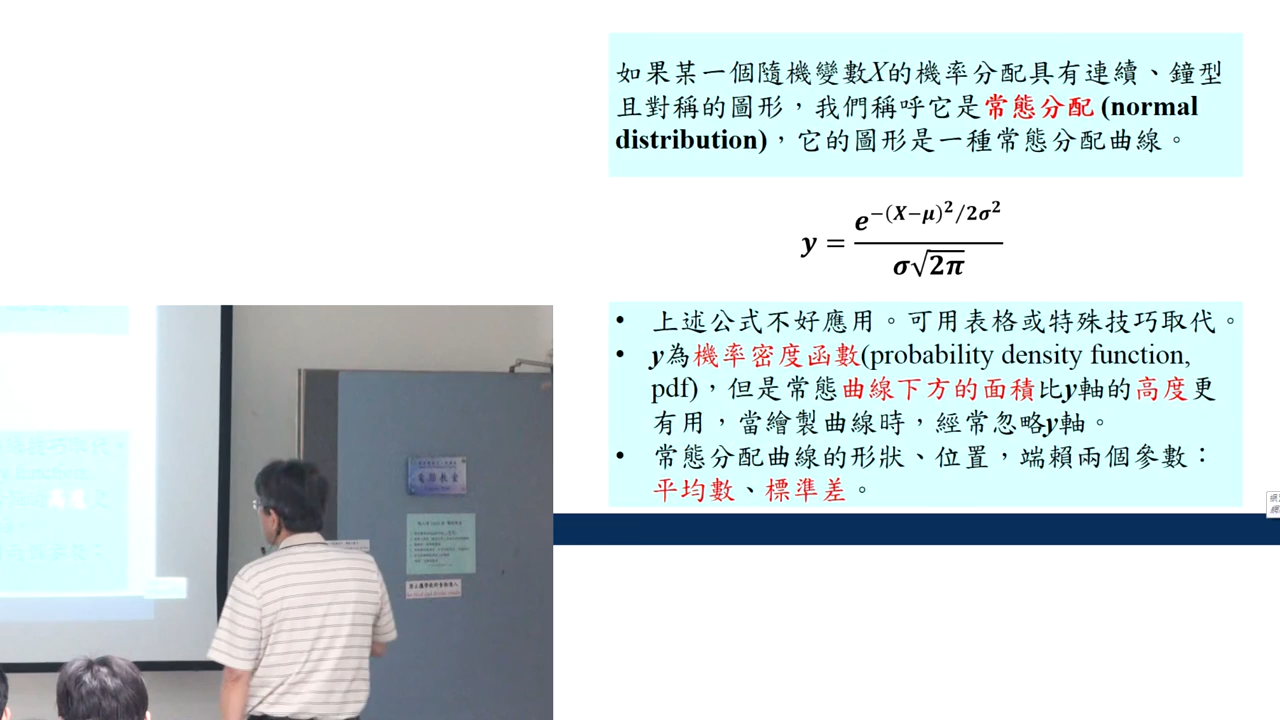 如果某一個隨機變數X的機率分配具有連續、鐘型
且對稱的圖形，我們稱呼它是常態分配 (normal
distribution)，它的圖形是一種常態分配曲線。
y = e^{-(X-μ)^2/2σ^2} / σ√2π
• 上述公式不好應用。可用表格或特殊技巧取代。
• y為機率密度函數(probability density function,
pdf)，但是常態曲線下方的面積比y軸的高度更
有用，當繪製曲線時，經常忽略y軸。
• 常態分配曲線的形狀、位置，端賴兩個參數：
平均數、標準差。
電腦教室